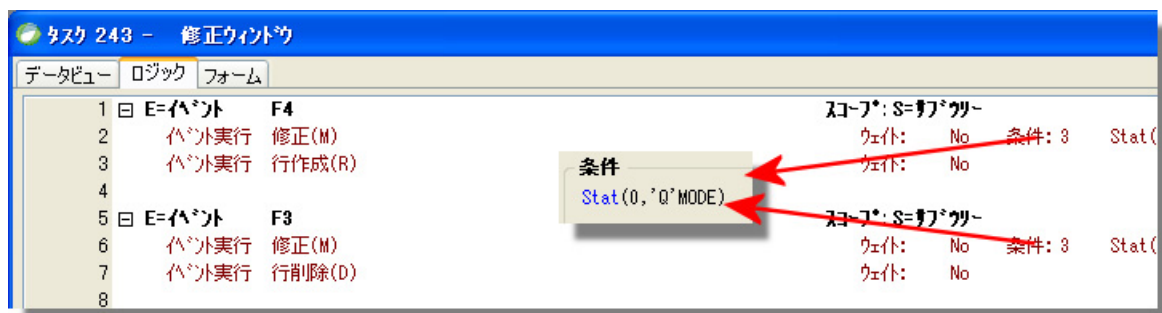 タスク 243 - 修正ウィンドウ
データビュー ロジック フォーム
1 E=イベント F4 スコープ: S=サブツリー
2 イベント実行 修正(M) ウェイト: No 条件: 3 Stat(
3 イベント実行 行作成(R) ウェイト: No
条件
4
Stat(0,'Q'MODE)
5 E=イベント F3 スコープ: S=サブツリー
6 イベント実行 修正(M) ウェイト: No 条件: 3 Stat(
7 イベント実行 行削除(D) ウェイト: No
8